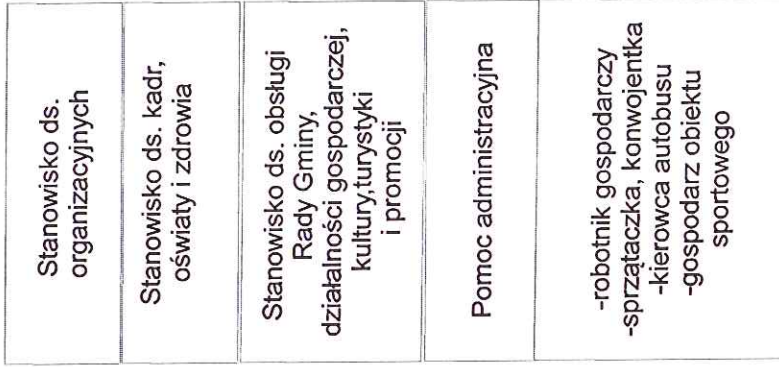 Stanowisko ds.
organizacyjnych
Stanowisko ds. kadr,
oświaty i zdrowia
Stanowisko ds. obsługi
Rady Gminy,
działalności gospodarczej,
kultury,turystyki
i promocji
Pomoc administracyjna
-robotnik gospodarczy
-sprzątaczka, konwojentka
-kierowca autobusu
-gospodarz obiektu
sportowego